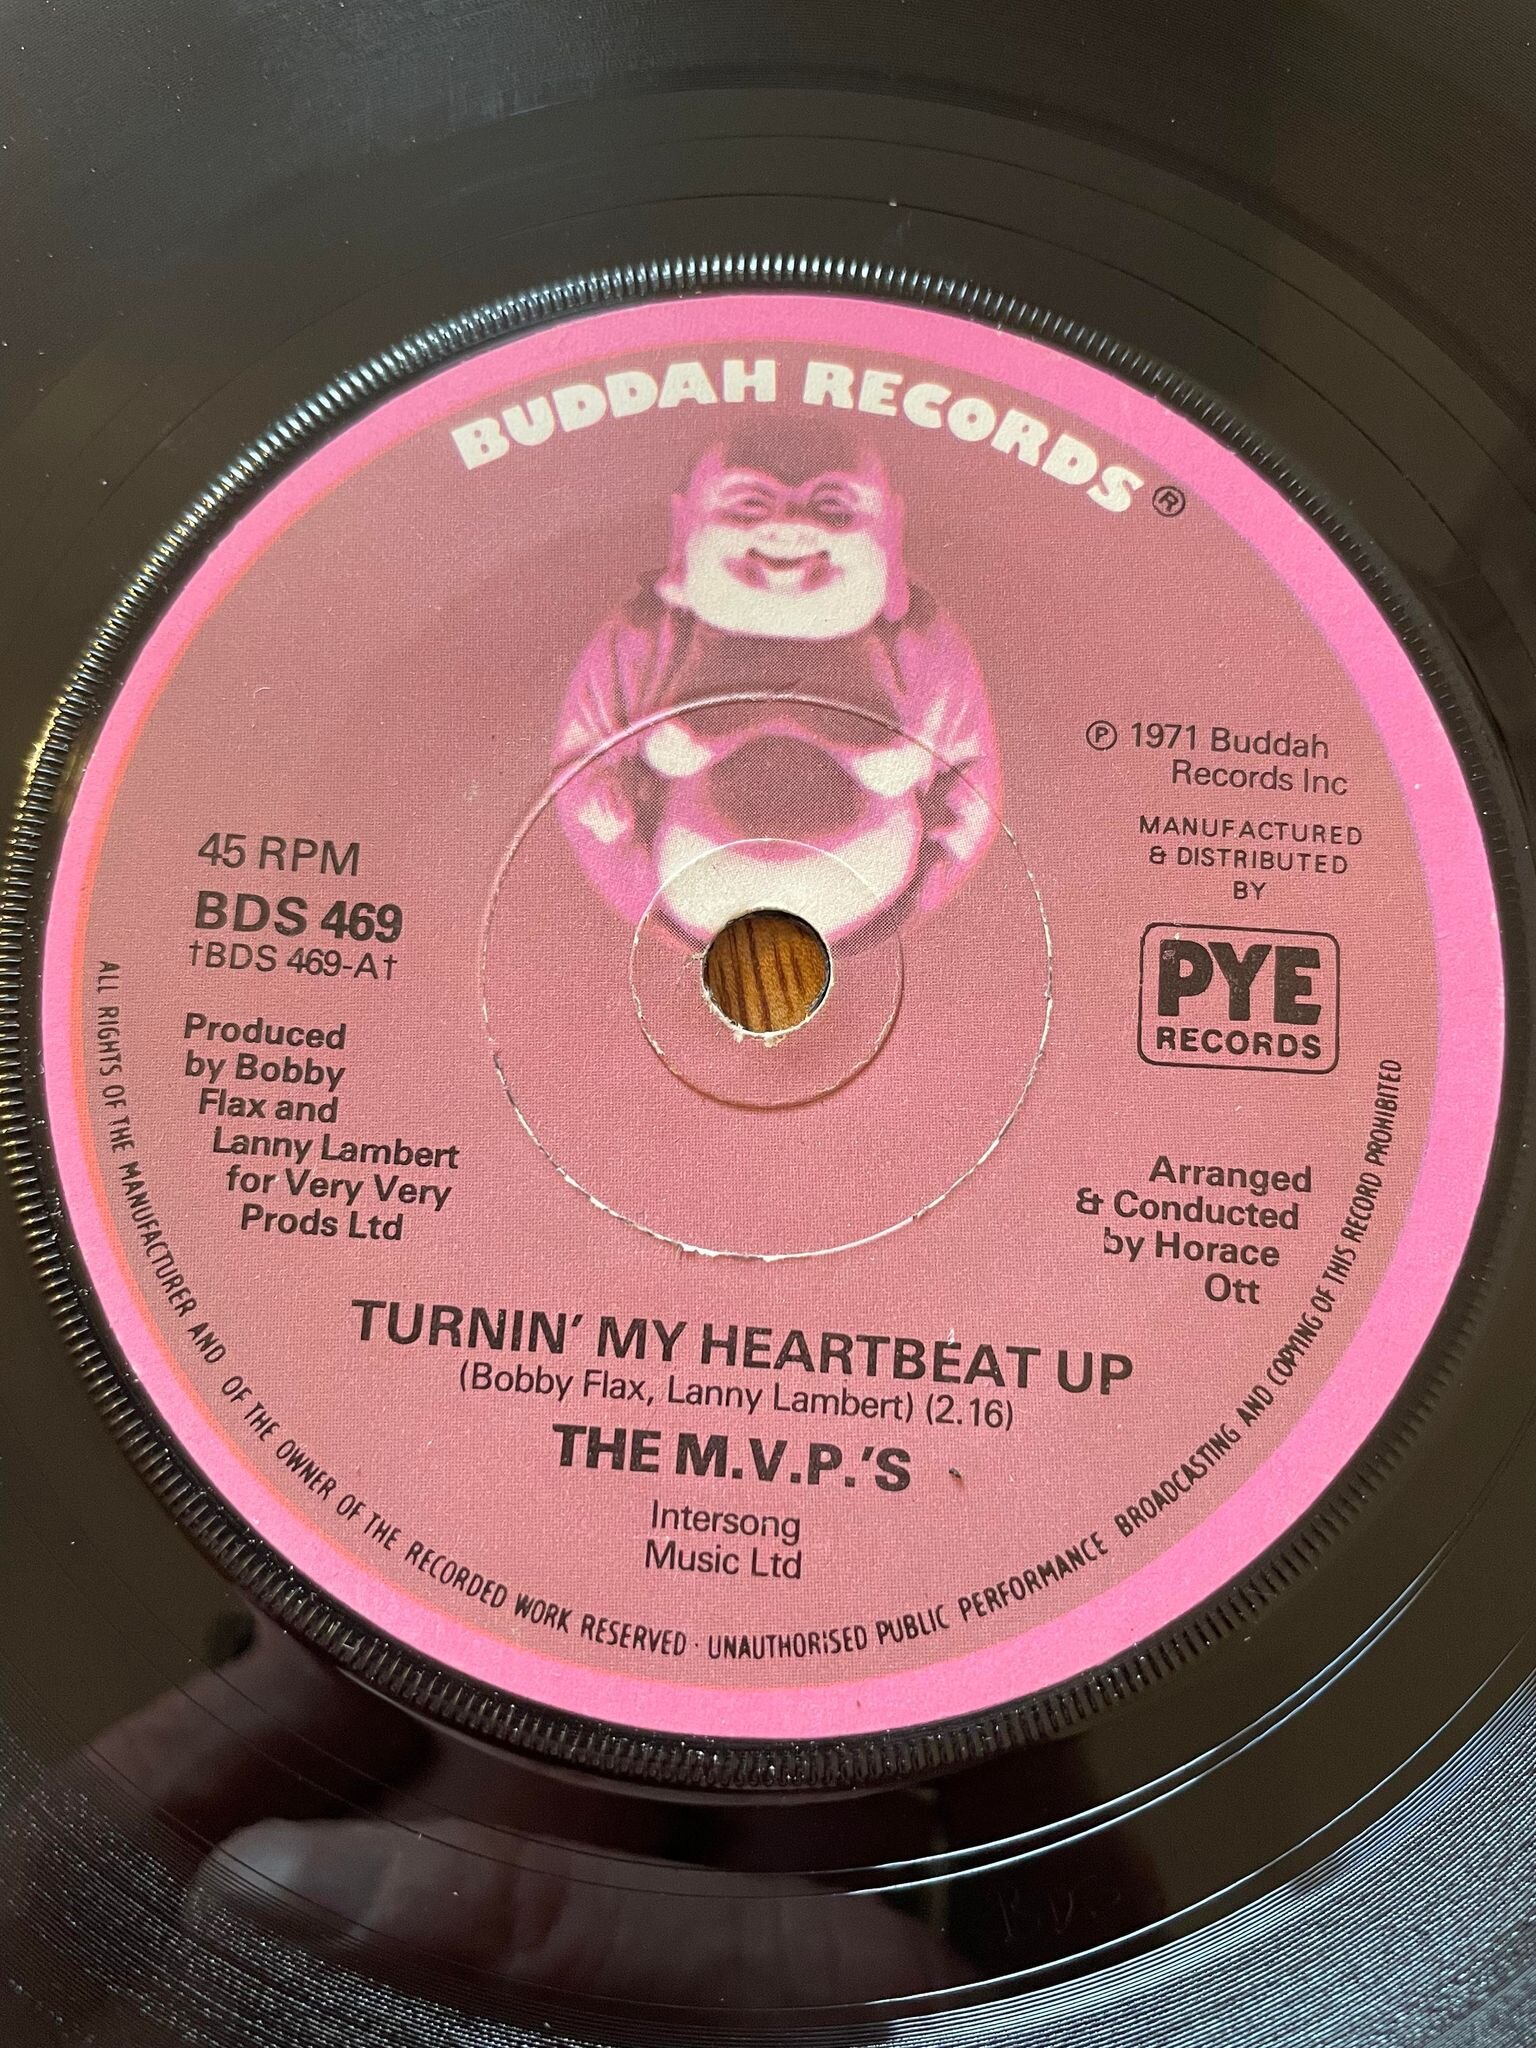 BUDDAH RECORDS®
℗ 1971 Buddah
Records Inc
MANUFACTURED
& DISTRIBUTED
BY
PYE
RECORDS
45 RPM
BDS 469
†BDS 469-A†
Produced
by Bobby
Flax and
Lanny Lambert
for Very Very
Prods Ltd
Arranged
& Conducted
by Horace
Ott
TURNIN' MY HEARTBEAT UP
(Bobby Flax, Lanny Lambert) (2.16)
THE M.V.P.'S
Intersong
Music Ltd
ALL RIGHTS OF THE MANUFACTURER AND OF THE OWNER OF THE RECORDED WORK RESERVED · UNAUTHORISED PUBLIC PERFORMANCE BROADCASTING AND COPYING OF THIS RECORD PROHIBITED